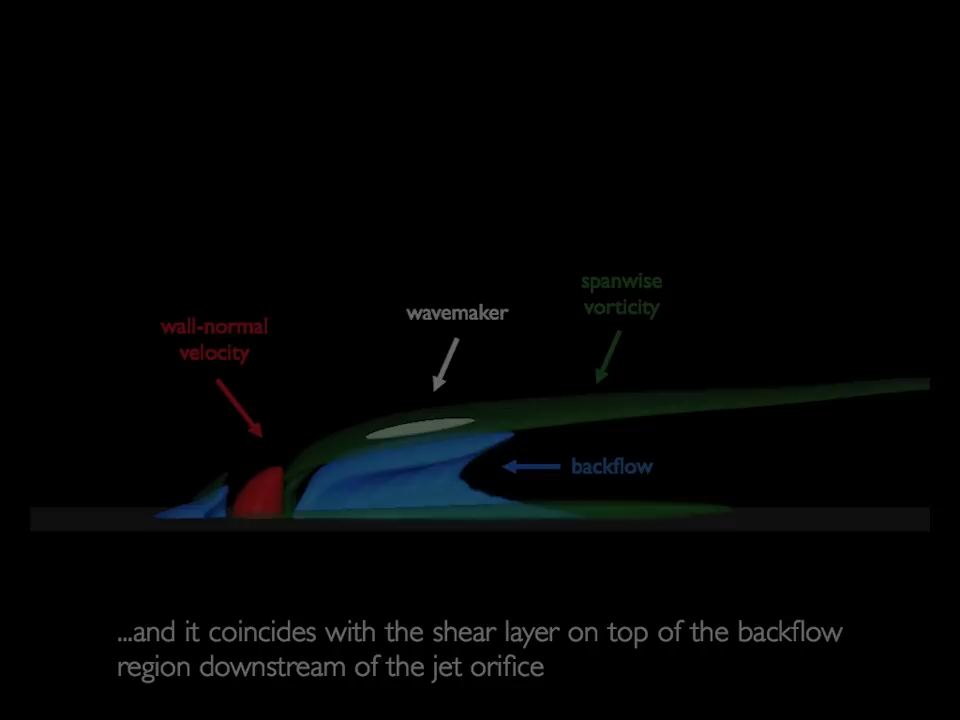 spanwise
vorticity
wavemaker
wall-normal
velocity
backflow
...and it coincides with the shear layer on top of the backflow
region downstream of the jet orifice